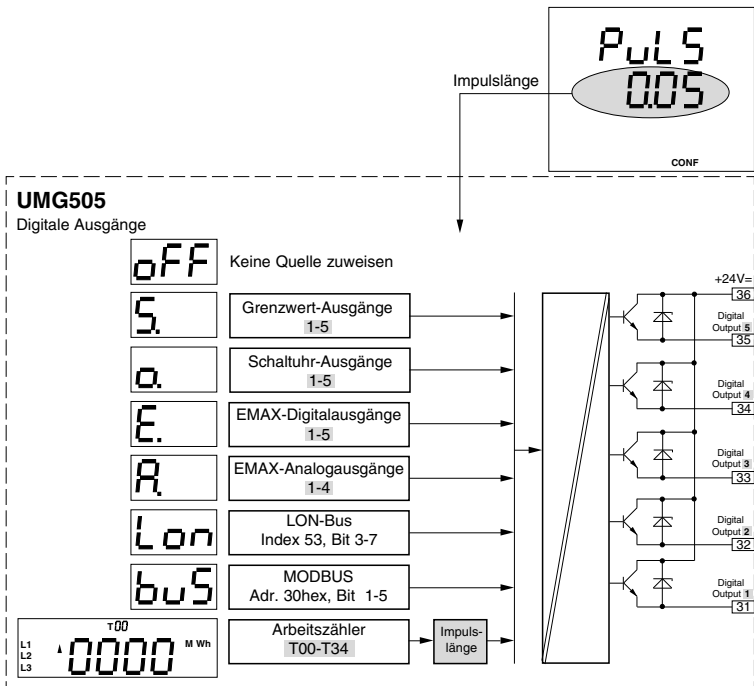 PuLS
Impulslänge
0.05
CONF
UMG505
Digitale Ausgänge
oFF
Keine Quelle zuweisen
S.
Grenzwert-Ausgänge
1-5
o.
Schaltuhr-Ausgänge
1-5
E.
EMAX-Digitalausgänge
1-5
A.
EMAX-Analogausgänge
1-4
Lon
LON-Bus
Index 53, Bit 3-7
buS
MODBUS
Adr. 30hex, Bit 1-5
T00
L1
L2
L3
0000
M Wh
Arbeitszähler
T00-T34
Impuls-
länge
+24V=
36
Digital
Output 5
35
Digital
Output 4
34
Digital
Output 3
33
Digital
Output 2
32
Digital
Output 1
31